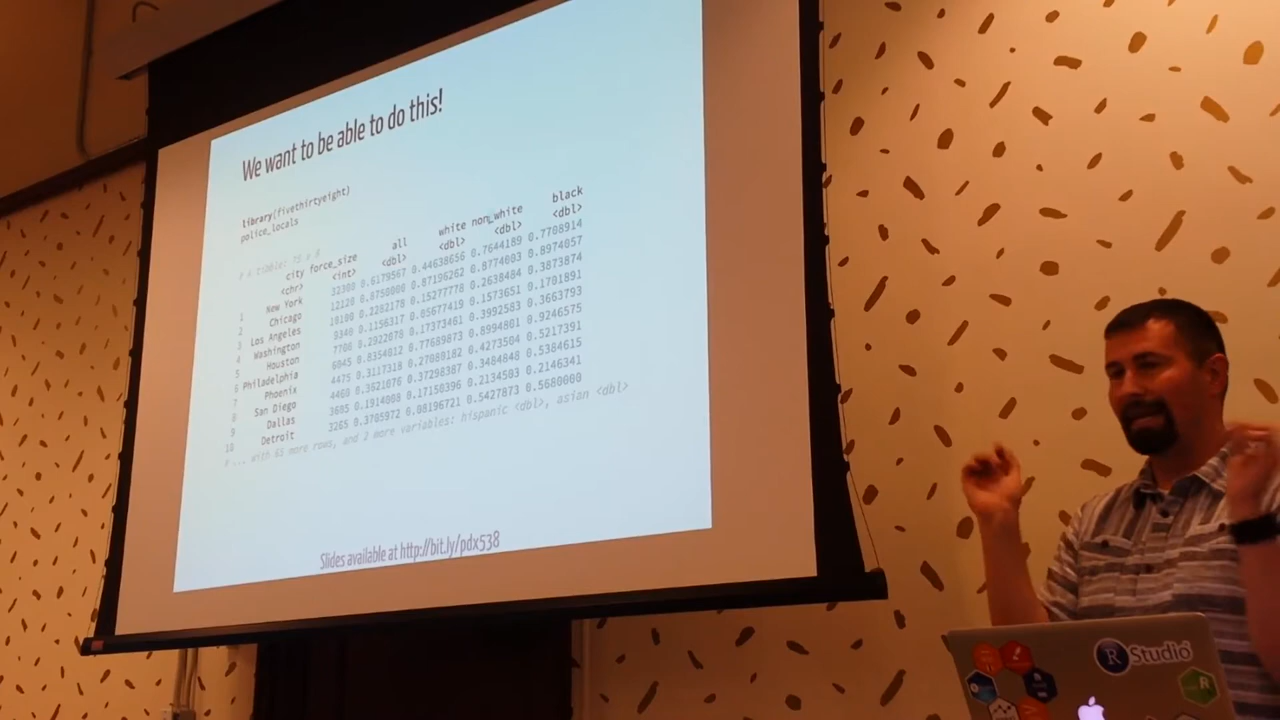 We want to be able to do this!
library(fivethirtyeight)
police_locals
# A tibble: 75 x 8
city force_size all white non_white black
<chr> <int> <dbl> <dbl> <dbl> <dbl>
1 New York 32300 0.6179567 0.44638656 0.7644189 0.7708914
2 Chicago 12120 0.8750000 0.87196262 0.8774003 0.8974057
3 Los Angeles 10100 0.2282178 0.15277778 0.2638484 0.3873874
4 Washington 9340 0.1156317 0.05677419 0.1573651 0.1701891
5 Houston 7700 0.2922078 0.17373461 0.3992583 0.3663793
6 Philadelphia 6045 0.8354012 0.77689873 0.8994801 0.9246575
7 Phoenix 4475 0.3117318 0.27080182 0.4273504 0.5217391
8 San Diego 4460 0.3621076 0.37298387 0.3484848 0.5384615
9 Dallas 3605 0.1914008 0.17150396 0.2134503 0.2146341
10 Detroit 3265 0.3705972 0.08196721 0.5427873 0.5680000
# ... with 65 more rows, and 2 more variables: hispanic <dbl>, asian <dbl>
Slides available at http://bit.ly/pdx538
R Studio
R